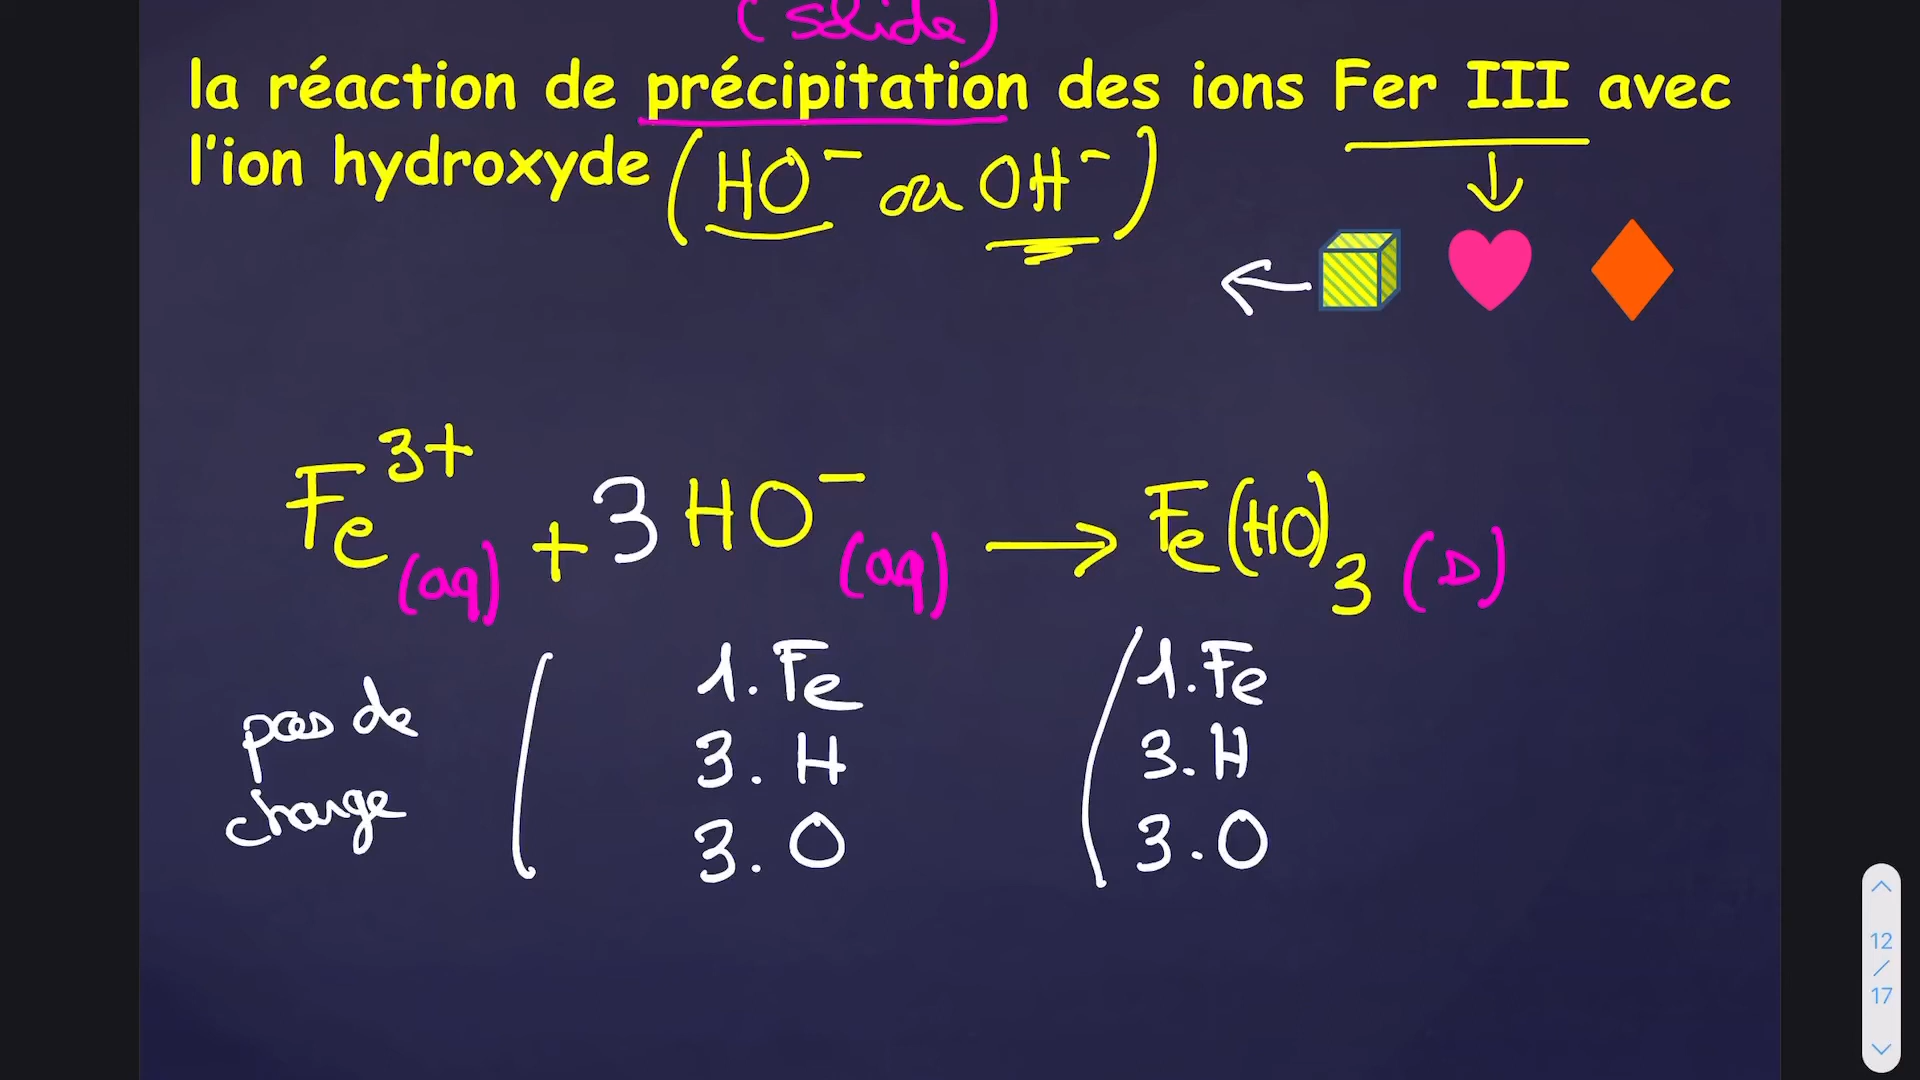 (solide)
la réaction de précipitation des ions Fer III avec
l'ion hydroxyde (HO⁻ ou OH⁻)
Fe³⁺(aq) + 3 HO⁻(aq) → Fe(HO)₃(s)
1. Fe
3. H
3. O
1. Fe
3. H
3. O
pas de
charge
12
/
17